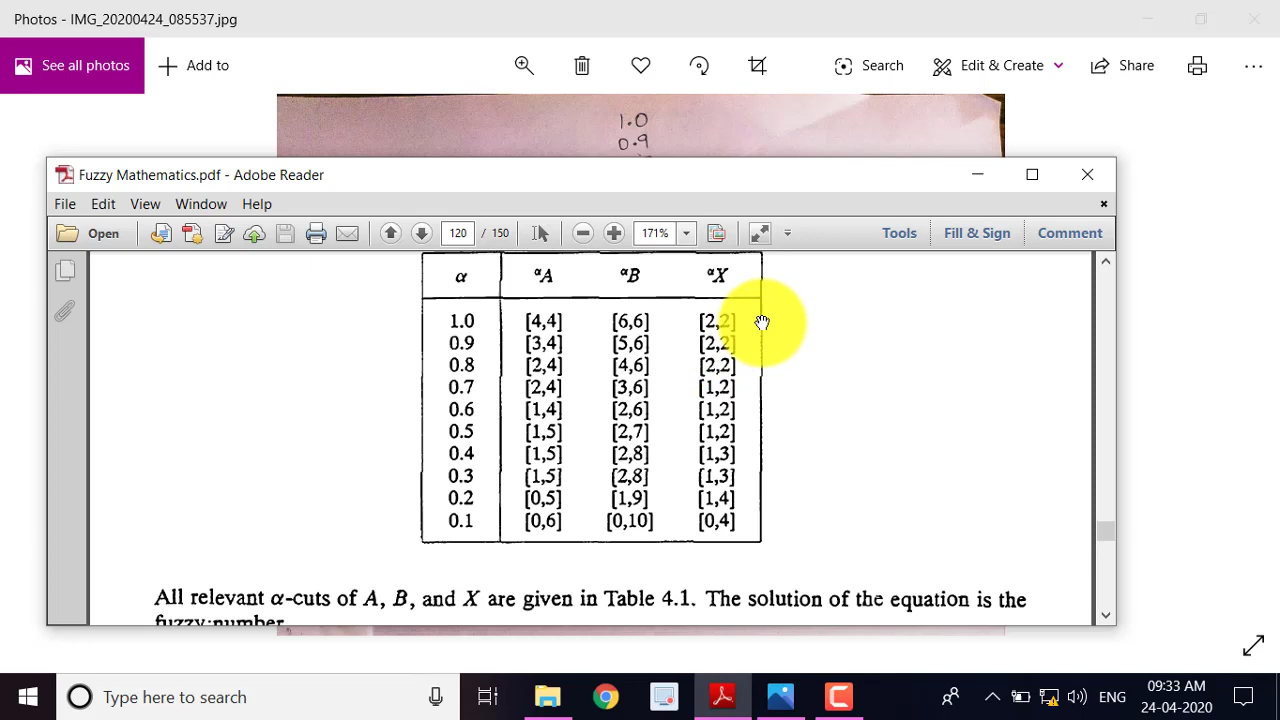 Photos - IMG_20200424_085537.jpg
See all photos
Add to
Search
Edit & Create
Share
1.0
0.9
Fuzzy Mathematics.pdf - Adobe Reader
File Edit View Window Help
Open 120 / 150 171% Tools Fill & Sign Comment
α ᵅA ᵅB ᵅX
1.0 [4,4] [6,6] [2,2]
0.9 [3,4] [5,6] [2,2]
0.8 [2,4] [4,6] [2,2]
0.7 [2,4] [3,6] [1,2]
0.6 [1,4] [2,6] [1,2]
0.5 [1,5] [2,7] [1,2]
0.4 [1,5] [2,8] [1,3]
0.3 [1,5] [2,8] [1,3]
0.2 [0,5] [1,9] [1,4]
0.1 [0,6] [0,10] [0,4]
All relevant α-cuts of A, B, and X are given in Table 4.1. The solution of the equation is the
fuzzy number
Type here to search
ENG
09:33 AM
24-04-2020